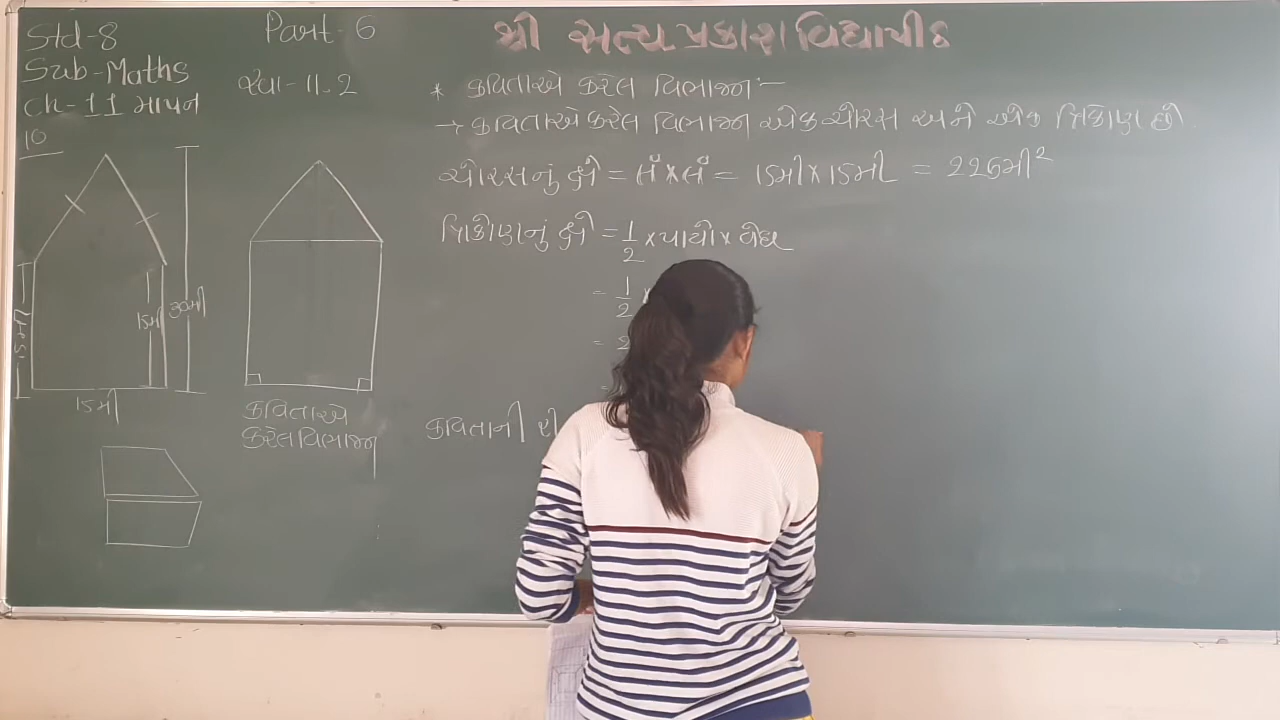 Std-8
Part-6
શ્રી સત્ય પ્રકાશ વિદ્યાપીઠ
Sub-Maths
Ch-11 માપન
સ્વા-11.2
10
* કવિતાએ કરેલ વિભાજન :-
→ કવિતાએ કરેલ વિભાજન એક ચોરસ અને એક ત્રિકોણ છે.
ચોરસનું ક્ષે = લં × લં = 15મી × 15મી = 225મી²
ત્રિકોણનું ક્ષે = 1/2 × પાયો × વેધ
= 1/2 ×
= 2
=
કવિતાની રી
15મી
15મી
30મી
15મી
કવિતાએ
કરેલ વિભાજન